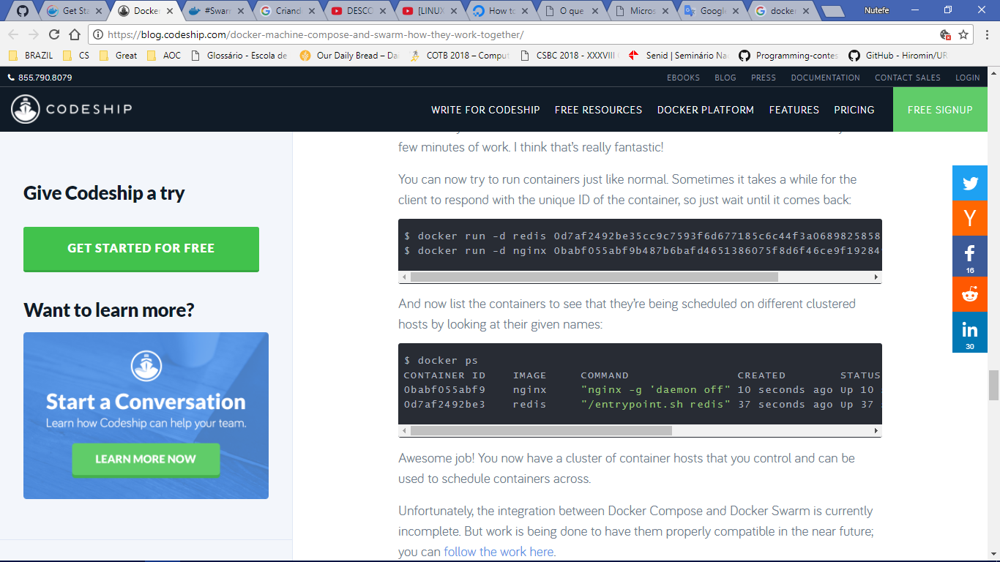 Get Sta
Docker
#Swarm
Criand
DESCO
[LINUX
How to
O que
Micros
Google
docke
Nutefe
https://blog.codeship.com/docker-machine-compose-and-swarm-how-they-work-together/
BRAZIL
CS
Great
AOC
Glossário - Escola de
Our Daily Bread – Da
COTB 2018 – Comput
CSBC 2018 - XXXVIII
Senid | Seminário Na
Programming-contes
GitHub - Hiromin/UR
855.790.8079
EBOOKS BLOG PRESS DOCUMENTATION CONTACT SALES LOGIN
CODESHIP
WRITE FOR CODESHIP FREE RESOURCES DOCKER PLATFORM FEATURES PRICING FREE SIGNUP
Give Codeship a try
GET STARTED FOR FREE
Want to learn more?
Start a Conversation
Learn how Codeship can help your team.
LEARN MORE NOW
few minutes of work. I think that's really fantastic!
You can now try to run containers just like normal. Sometimes it takes a while for the
client to respond with the unique ID of the container, so just wait until it comes back:
$ docker run -d redis 0d7af2492be35cc9c7593f6d677185c6c44f3a0689825858
$ docker run -d nginx 0babf055abf9b487b6bafd4651386075f8d6f46ce9f19284
And now list the containers to see that they're being scheduled on different clustered
hosts by looking at their given names:
$ docker ps
CONTAINER ID IMAGE COMMAND CREATED STATUS
0babf055abf9 nginx "nginx -g 'daemon off" 10 seconds ago Up 10
0d7af2492be3 redis "/entrypoint.sh redis" 37 seconds ago Up 37
Awesome job! You now have a cluster of container hosts that you control and can be
used to schedule containers across.
Unfortunately, the integration between Docker Compose and Docker Swarm is currently
incomplete. But work is being done to have them properly compatible in the near future;
you can follow the work here.
16
in
30